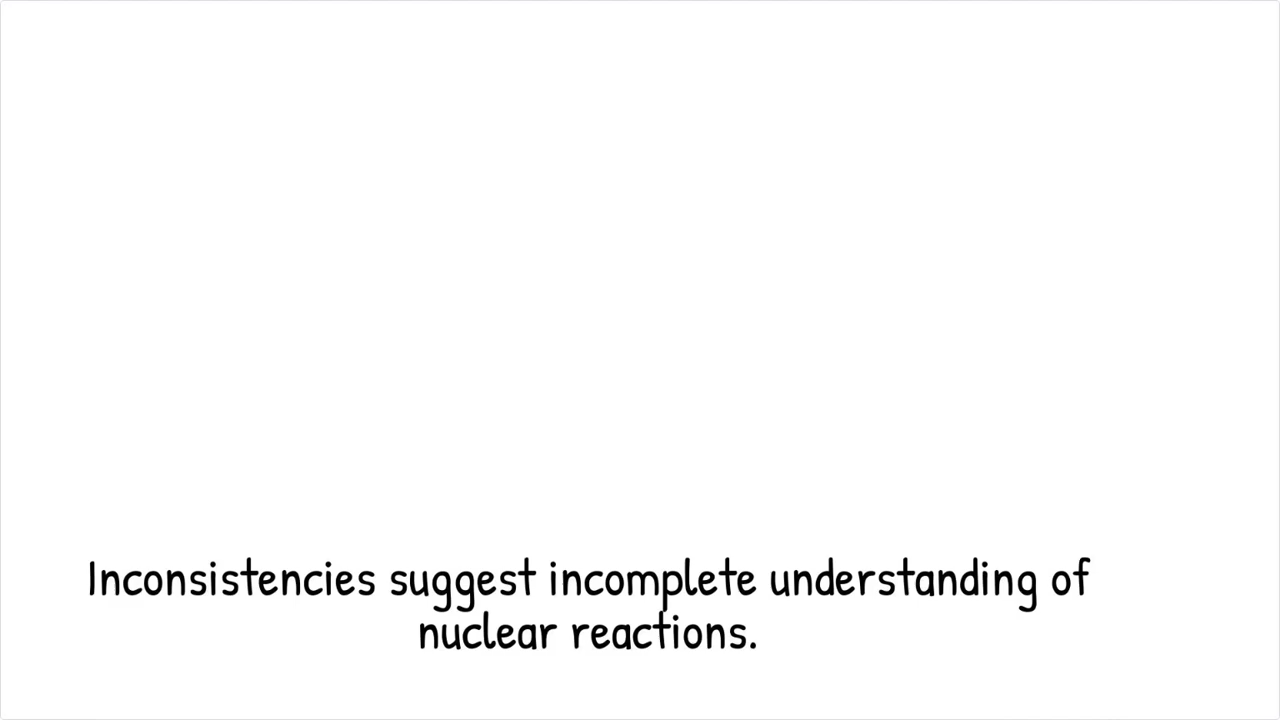 Inconsistencies suggest incomplete understanding of
nuclear reactions.